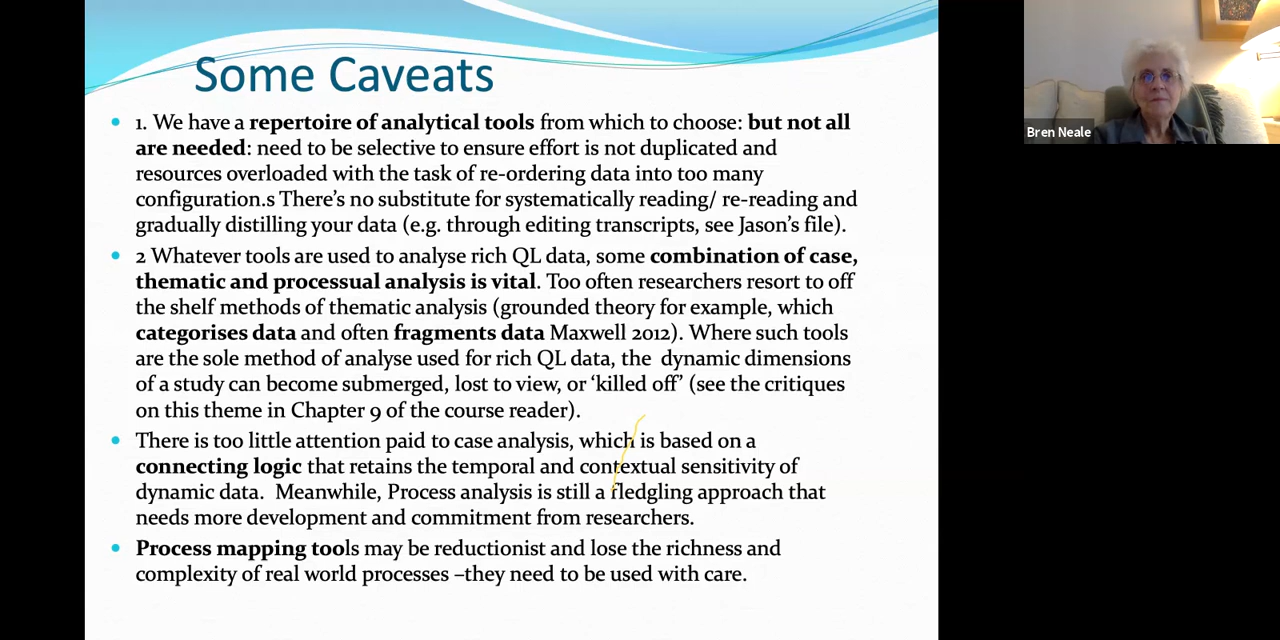 Some Caveats
• 1. We have a repertoire of analytical tools from which to choose: but not all
are needed: need to be selective to ensure effort is not duplicated and
resources overloaded with the task of re-ordering data into too many
configuration.s There's no substitute for systematically reading/ re-reading and
gradually distilling your data (e.g. through editing transcripts, see Jason's file).
• 2 Whatever tools are used to analyse rich QL data, some combination of case,
thematic and processual analysis is vital. Too often researchers resort to off
the shelf methods of thematic analysis (grounded theory for example, which
categorises data and often fragments data Maxwell 2012). Where such tools
are the sole method of analyse used for rich QL data, the dynamic dimensions
of a study can become submerged, lost to view, or 'killed off' (see the critiques
on this theme in Chapter 9 of the course reader).
• There is too little attention paid to case analysis, which is based on a
connecting logic that retains the temporal and contextual sensitivity of
dynamic data. Meanwhile, Process analysis is still a fledgling approach that
needs more development and commitment from researchers.
• Process mapping tools may be reductionist and lose the richness and
complexity of real world processes –they need to be used with care.
Bren Neale